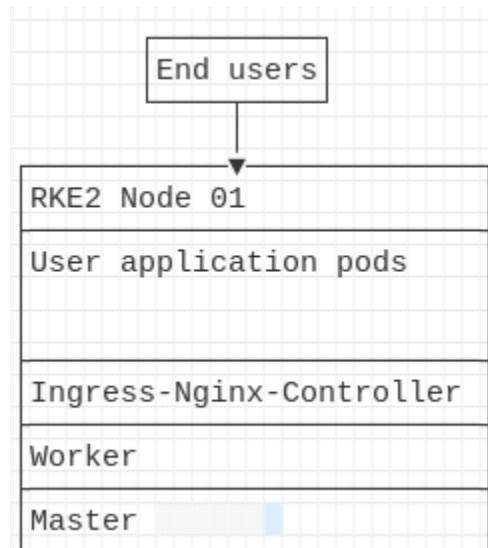 End users
RKE2 Node 01
User application pods
Ingress-Nginx-Controller
Worker
Master